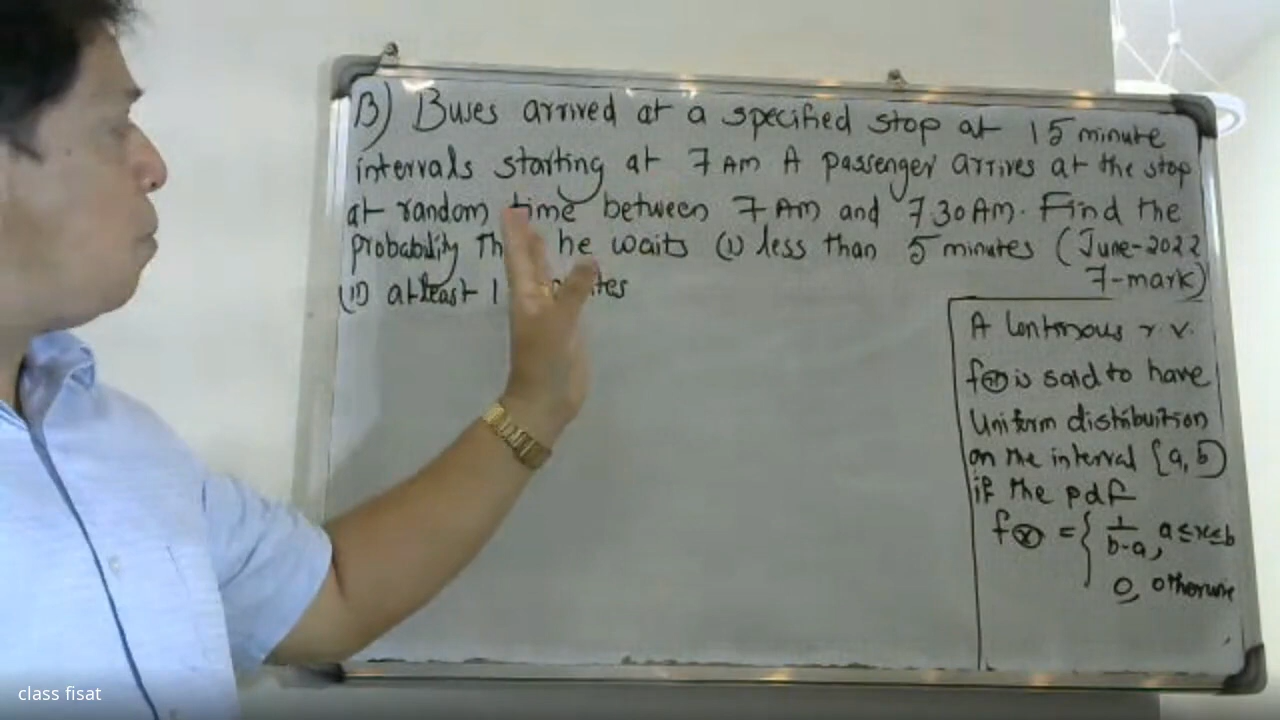 B) Buses arrived at a specified stop at 15 minute
intervals starting at 7 AM A passenger arrives at the stop
at random time between 7 AM and 7.30 AM. Find the
probability he waits (i) less than 5 minutes (June-2022
7-mark)
(ii) atleast
A Continous r.v.
f(x) is said to have
Uniform distribuition
on the interval [a, b]
if the pdf
f(x) = { 1/b-a, a≤x≤b
0, otherwise
class fisat